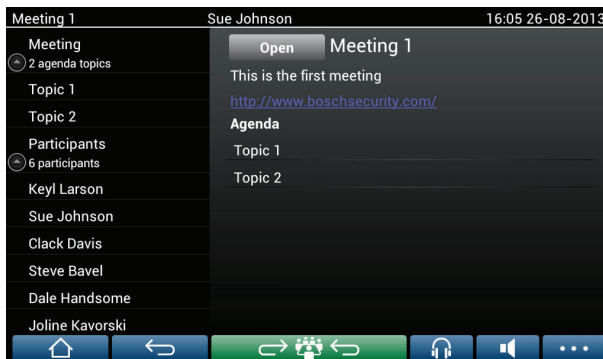 Meeting 1 Sue Johnson 16:05 26-08-2013
Meeting
2 agenda topics
Topic 1
Topic 2
Participants
6 participants
Keyl Larson
Sue Johnson
Clack Davis
Steve Bavel
Dale Handsome
Joline Kavorski
Open Meeting 1
This is the first meeting
http://www.boschsecurity.com/
Agenda
Topic 1
Topic 2